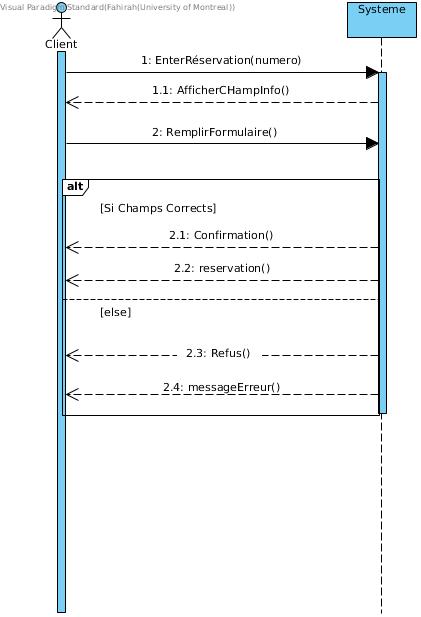 Visual Paradigm Standard(Fahirah(University of Montreal))
Systeme
Client
1: EnterRéservation(numero)
1.1: AfficherCHampInfo()
2: RemplirFormulaire()
alt
[Si Champs Corrects]
2.1: Confirmation()
2.2: reservation()
[else]
2.3: Refus()
2.4: messageErreur()